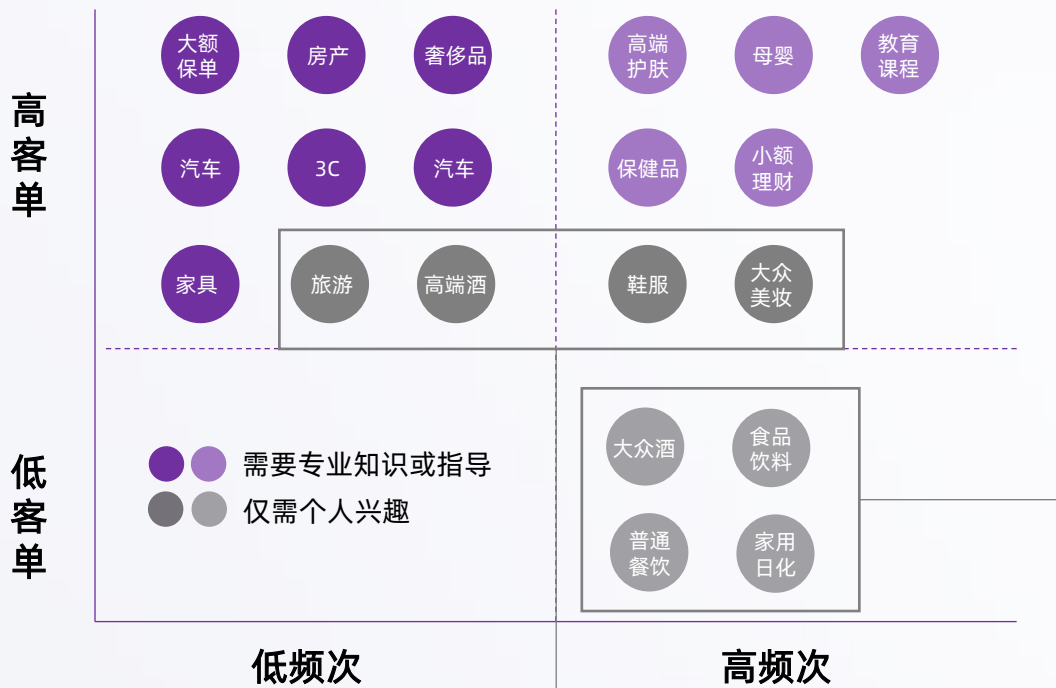 高
客
单
大额
保单
房产
奢侈品
高端
护肤
母婴
教育
课程
汽车
3C
汽车
保健品
小额
理财
家具
旅游
高端酒
鞋服
大众
美妆
低
客
单
需要专业知识或指导
仅需个人兴趣
大众酒
食品
饮料
普通
餐饮
家用
日化
低频次
高频次